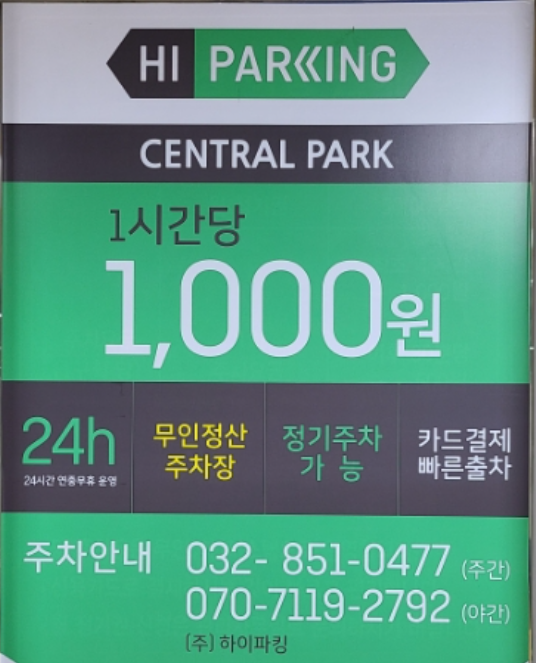 HI PARKING
CENTRAL PARK
1시간당
1,000원
24h
24시간 연중무휴 운영
무인정산
주차장
정기주차
가 능
카드결제
빠른출차
주차안내 032- 851-0477 (주간)
070-7119-2792 (야간)
(주) 하이파킹